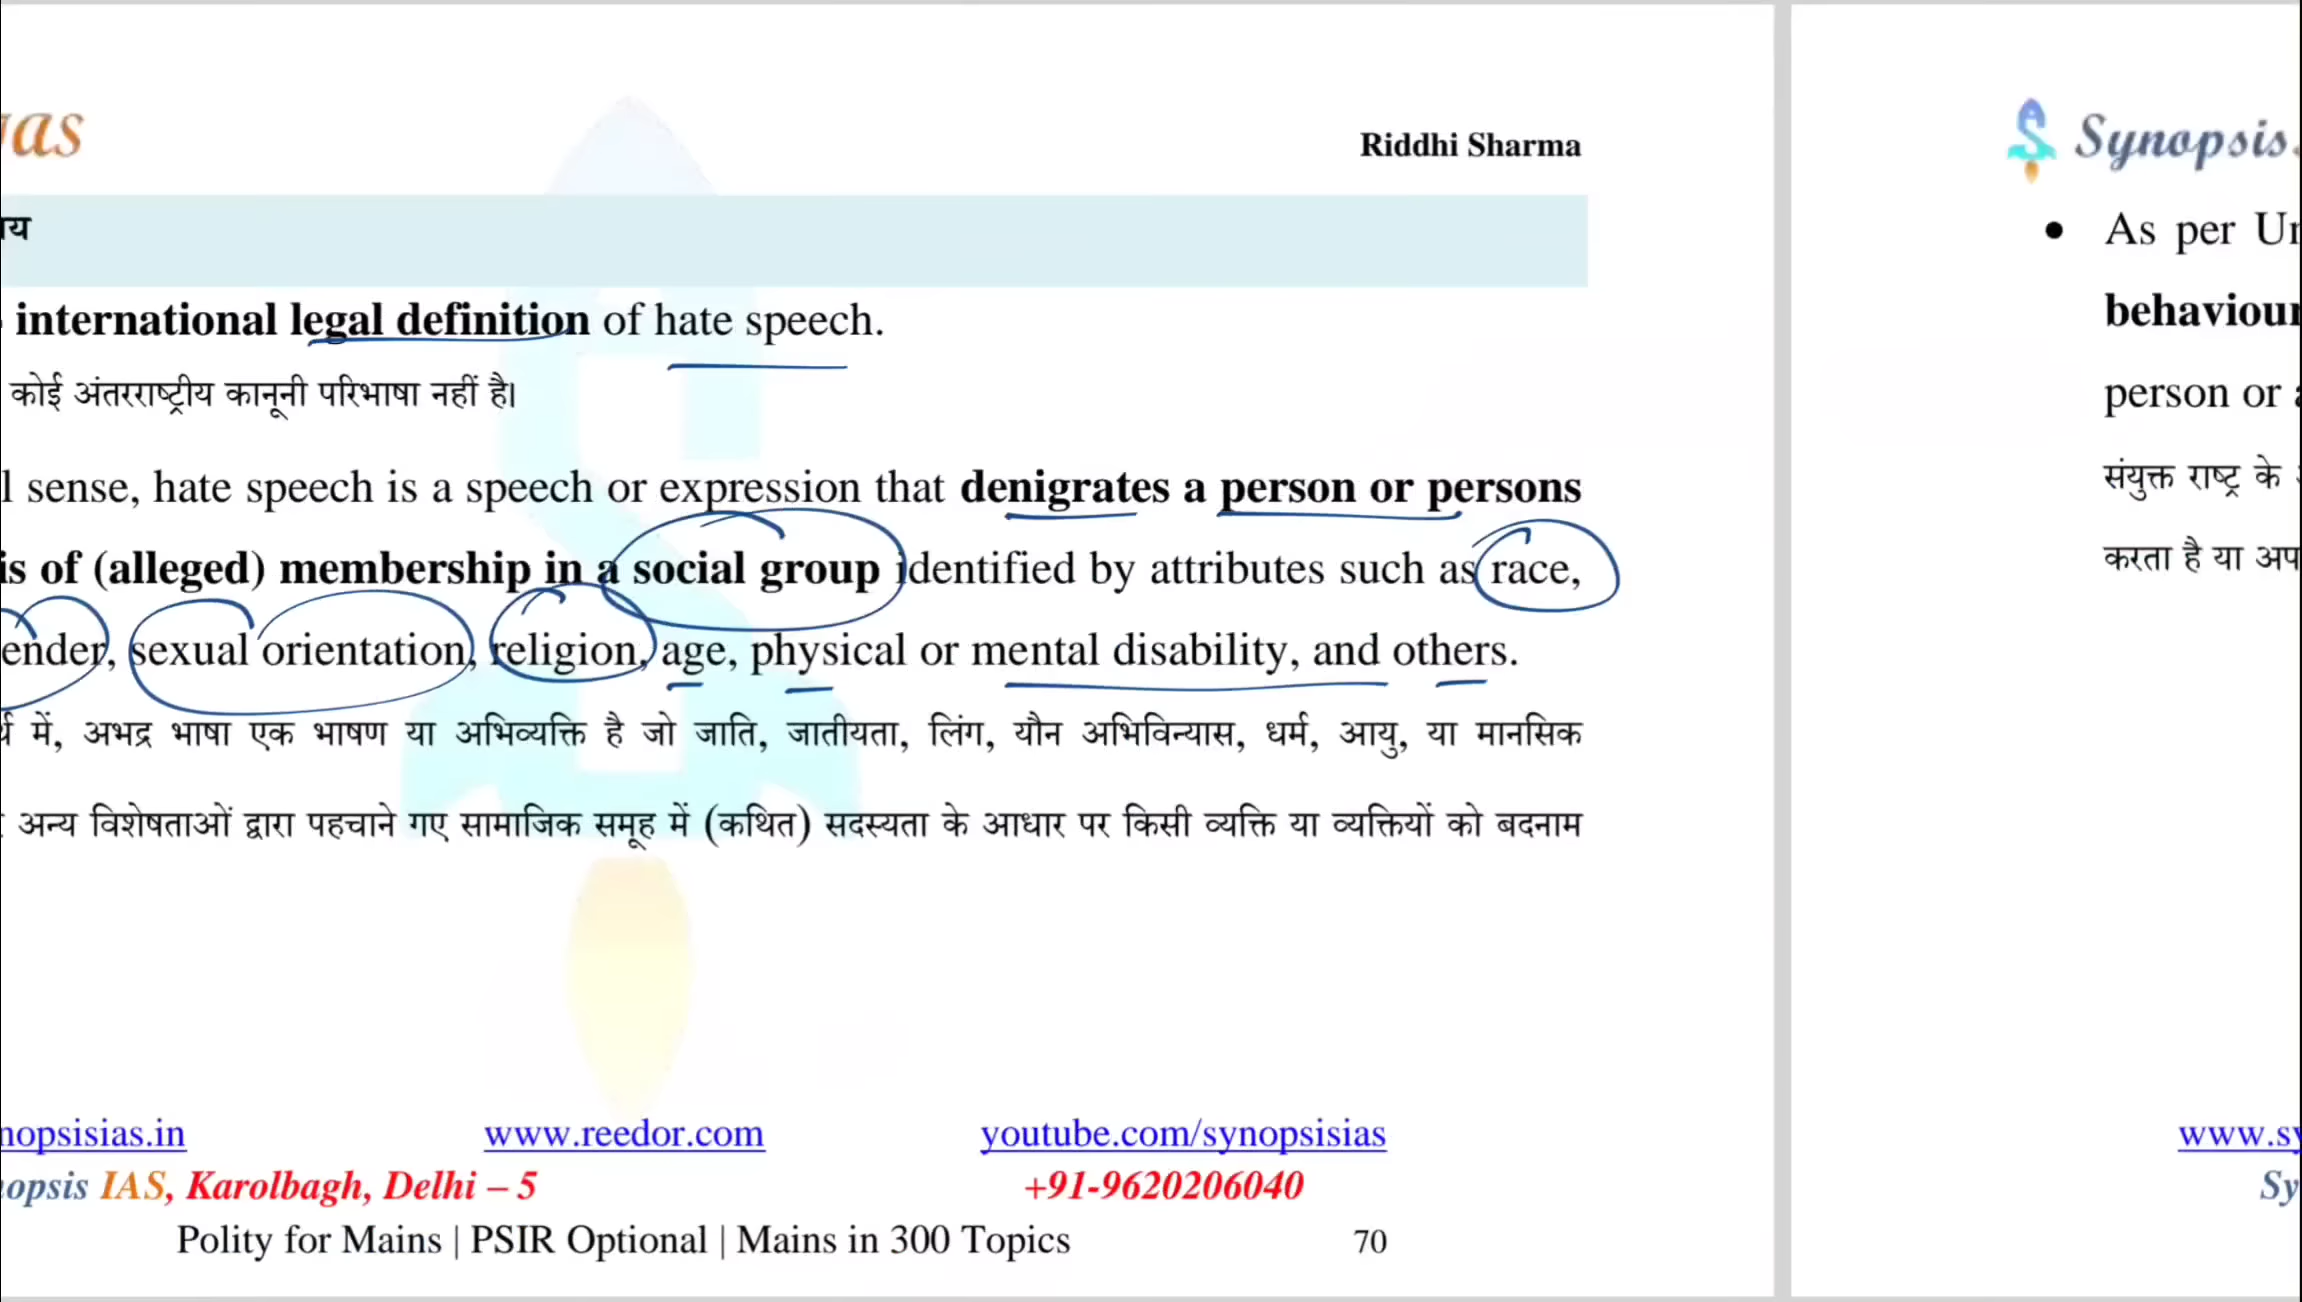 ias
Riddhi Sharma
international legal definition of hate speech.
कोई अंतरराष्ट्रीय कानूनी परिभाषा नहीं है।
sense, hate speech is a speech or expression that denigrates a person or persons
of (alleged) membership in a social group identified by attributes such as race,
ender, sexual orientation, religion, age, physical or mental disability, and others.
में, अभद्र भाषा एक भाषण या अभिव्यक्ति है जो जाति, जातीयता, लिंग, यौन अभिविन्यास, धर्म, आयु, या मानसिक
अन्य विशेषताओं द्वारा पहचाने गए सामाजिक समूह में (कथित) सदस्यता के आधार पर किसी व्यक्ति या व्यक्तियों को बदनाम
nopsisias.in www.reedor.com youtube.com/synopsisias
opsis IAS, Karolbagh, Delhi – 5 +91-9620206040
Polity for Mains | PSIR Optional | Mains in 300 Topics 70
Synopsis
• As per Un
behaviour
person or
संयुक्त राष्ट्र के
करता है या अप
www.sy
Sy